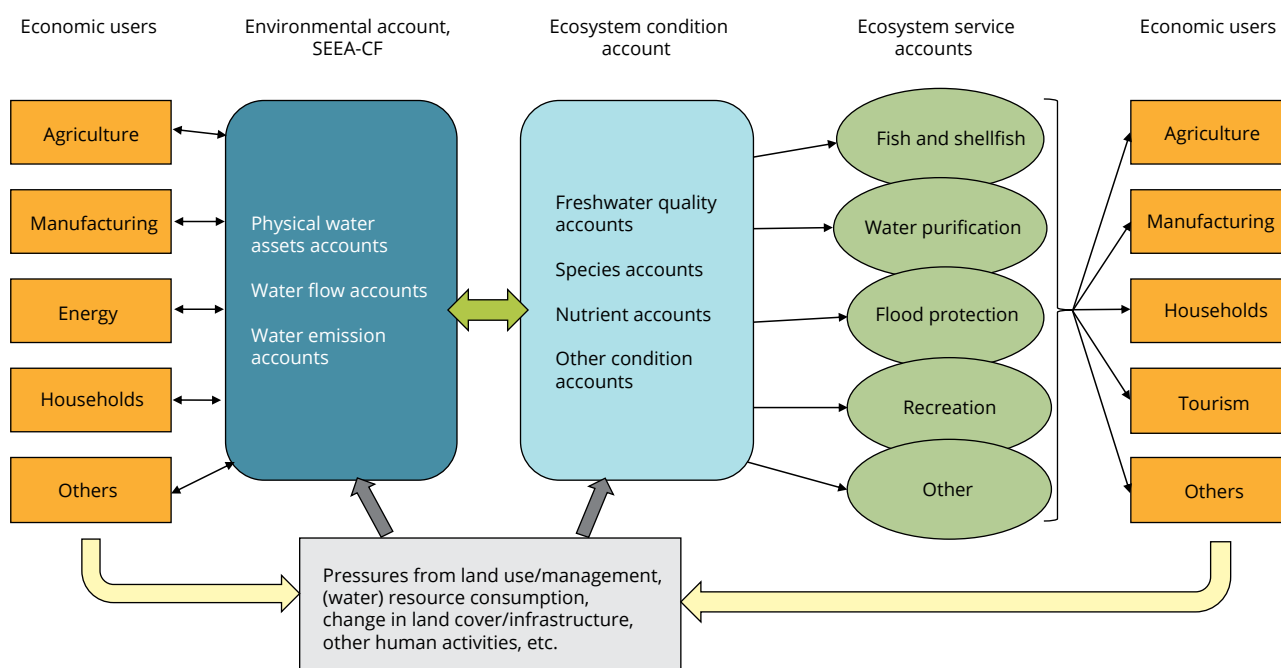 Economic users
Environmental account,
SEEA-CF
Ecosystem condition
account
Ecosystem service
accounts
Economic users
Agriculture
Manufacturing
Energy
Households
Others
Physical water
assets accounts
Water flow accounts
Water emission
accounts
Freshwater quality
accounts
Species accounts
Nutrient accounts
Other condition
accounts
Fish and shellfish
Water purification
Flood protection
Recreation
Other
Agriculture
Manufacturing
Households
Tourism
Others
Pressures from land use/management,
(water) resource consumption,
change in land cover/infrastructure,
other human activities, etc.